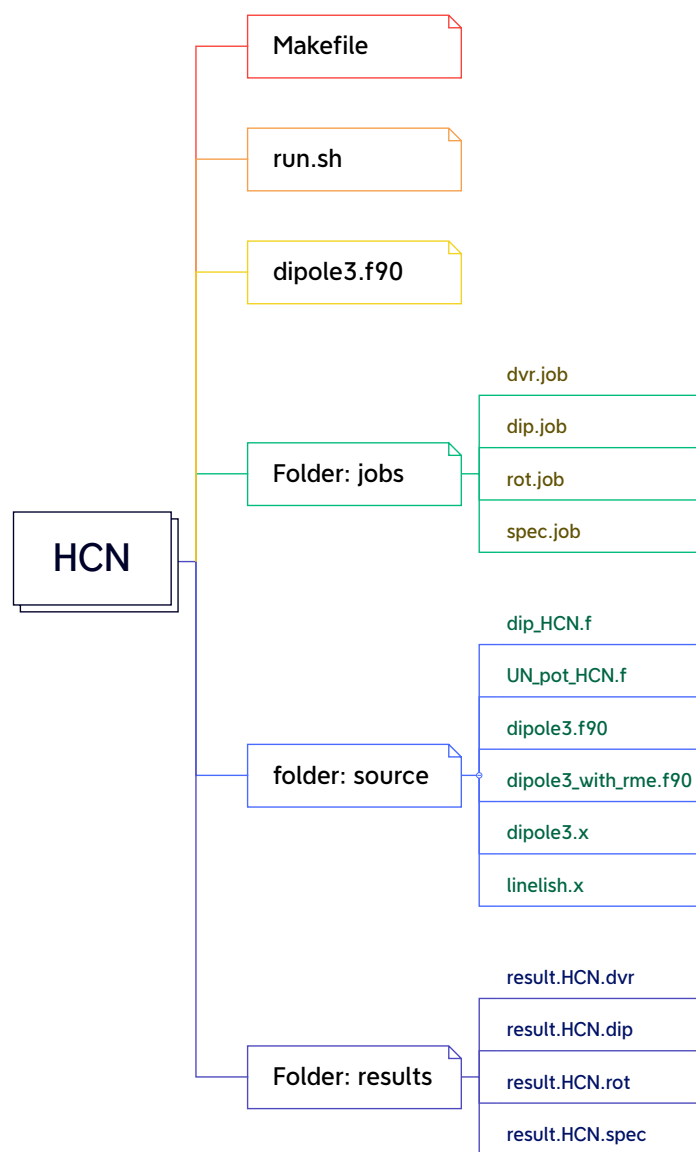 Makefile
run.sh
dipole3.f90
dvr.job
dip.job
Folder: jobs
rot.job
spec.job
HCN
dip_HCN.f
UN_pot_HCN.f
dipole3.f90
folder: source
dipole3_with_rme.f90
dipole3.x
linelish.x
result.HCN.dvr
result.HCN.dip
Folder: results
result.HCN.rot
result.HCN.spec